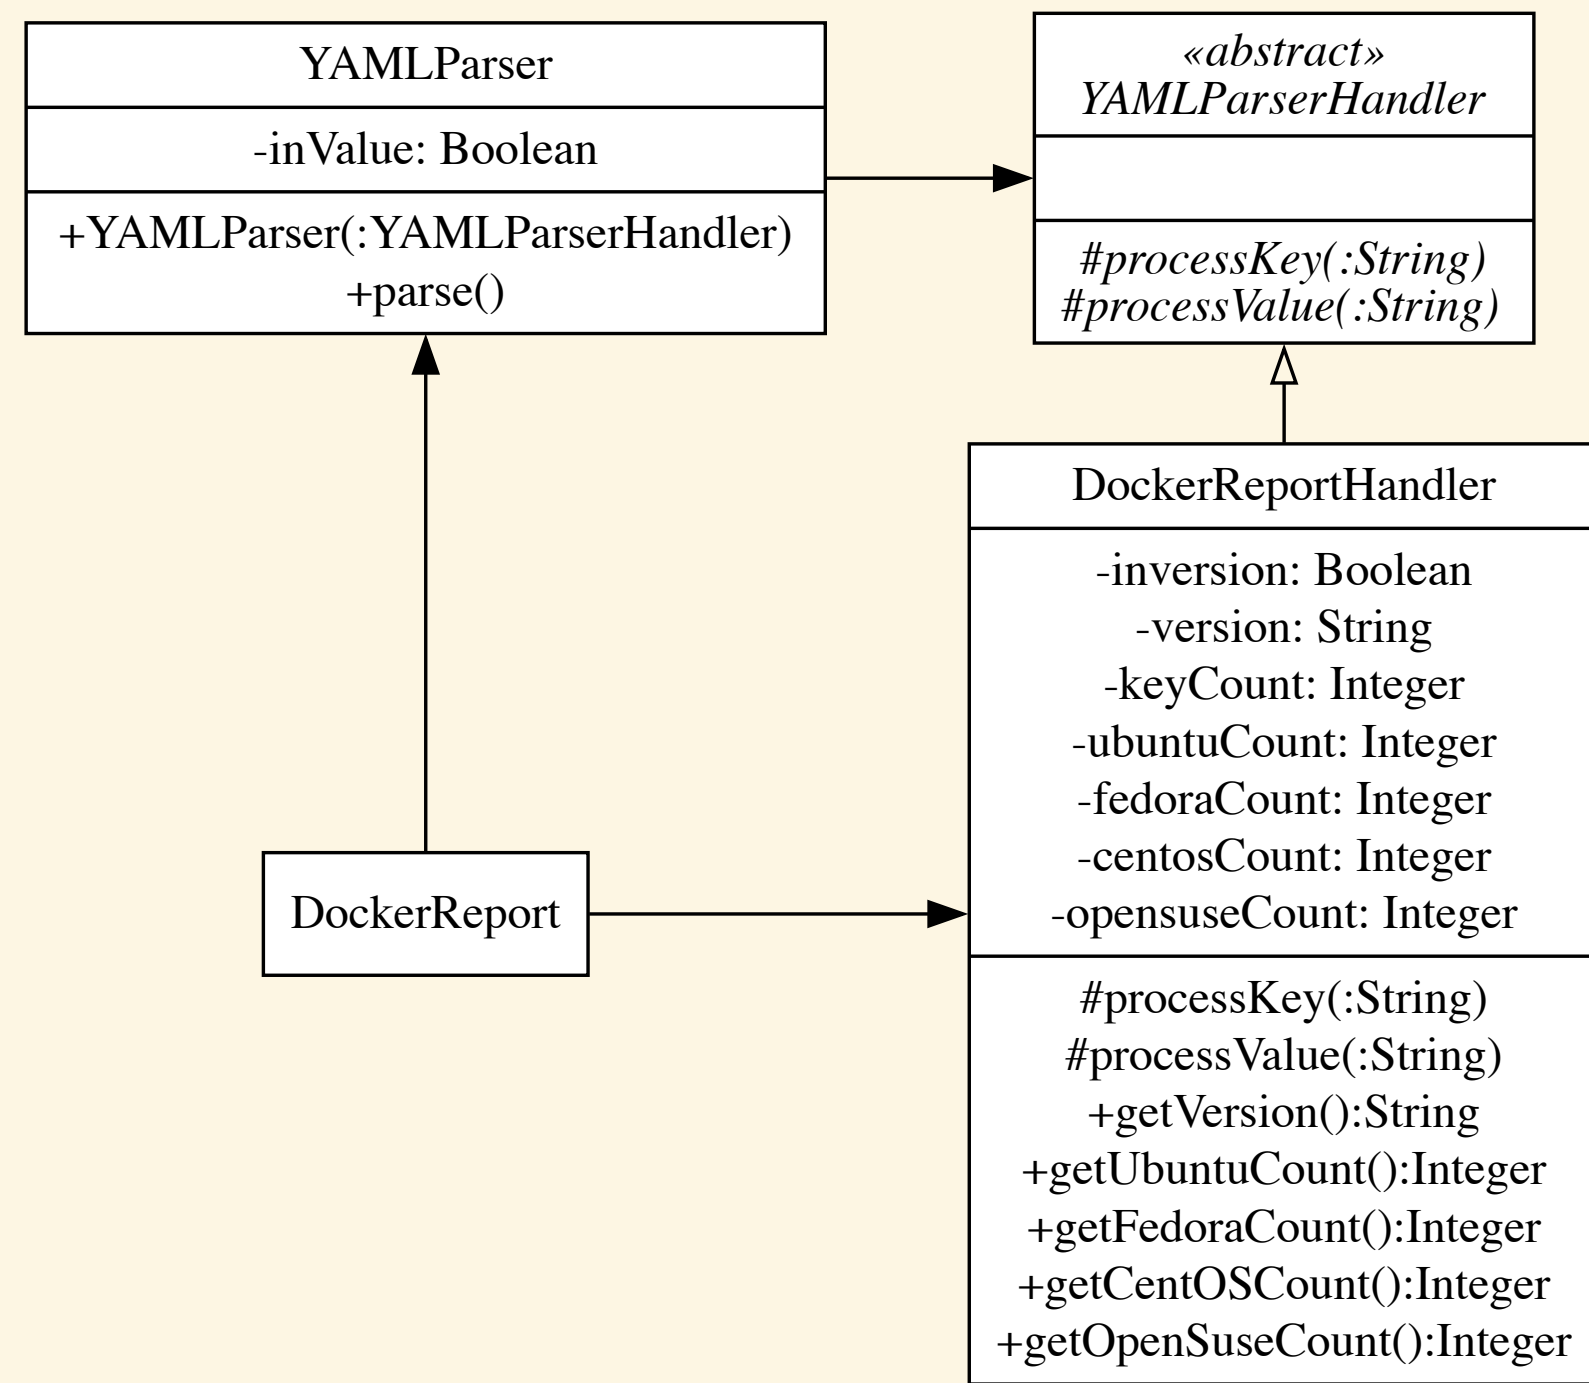 YAMLParser
-inValue: Boolean
+YAMLParser(:YAMLParserHandler)
+parse()
«abstract»
YAMLParserHandler
#processKey(:String)
#processValue(:String)
DockerReport
DockerReportHandler
-inversion: Boolean
-version: String
-keyCount: Integer
-ubuntuCount: Integer
-fedoraCount: Integer
-centosCount: Integer
-opensuseCount: Integer
#processKey(:String)
#processValue(:String)
+getVersion():String
+getUbuntuCount():Integer
+getFedoraCount():Integer
+getCentOSCount():Integer
+getOpenSuseCount():Integer